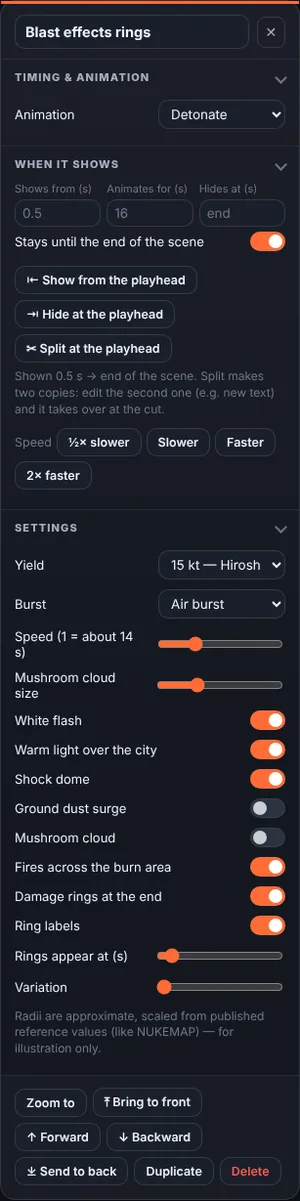 Blast effects rings
TIMING & ANIMATION
Animation
Detonate
WHEN IT SHOWS
Shows from (s) Animates for (s) Hides at (s)
0.5 16 end
Stays until the end of the scene
⇤ Show from the playhead
⇥ Hide at the playhead
✂ Split at the playhead
Shown 0.5 s → end of the scene. Split makes
two copies: edit the second one (e.g. new text)
and it takes over at the cut.
Speed ½× slower Slower Faster
2× faster
SETTINGS
Yield 15 kt — Hirosh
Burst Air burst
Speed (1 = about 14
s)
Mushroom cloud
size
White flash
Warm light over the city
Shock dome
Ground dust surge
Mushroom cloud
Fires across the burn area
Damage rings at the end
Ring labels
Rings appear at (s)
Variation
Radii are approximate, scaled from published
reference values (like NUKEMAP) — for
illustration only.
Zoom to ⤒ Bring to front
↑ Forward ↓ Backward
⤓ Send to back Duplicate Delete